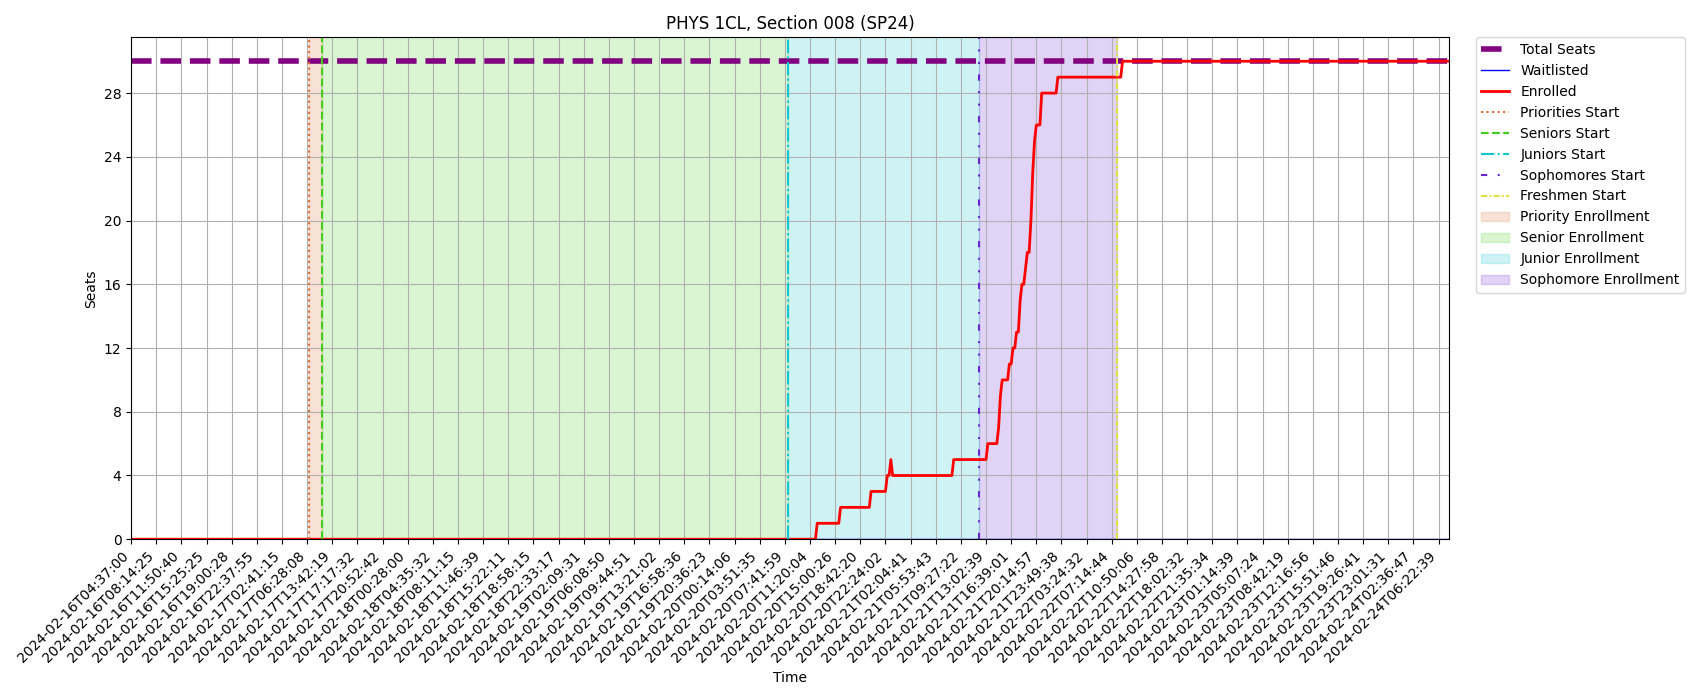 PHYS 1CL, Section 008 (SP24)
Total Seats
Waitlisted
Enrolled
Priorities Start
Seniors Start
Juniors Start
Sophomores Start
Freshmen Start
Priority Enrollment
Senior Enrollment
Junior Enrollment
Sophomore Enrollment
Seats
28
24
20
16
12
8
4
0
2024-02-16T04:37:00
2024-02-16T08:14:25
2024-02-16T11:50:40
2024-02-16T15:25:25
2024-02-16T19:00:28
2024-02-16T22:37:55
2024-02-17T02:41:15
2024-02-17T06:28:08
2024-02-17T13:42:19
2024-02-17T17:17:32
2024-02-17T20:52:42
2024-02-18T00:28:00
2024-02-18T04:35:32
2024-02-18T08:11:15
2024-02-18T11:46:39
2024-02-18T15:22:11
2024-02-18T18:58:15
2024-02-18T22:33:17
2024-02-19T02:09:31
2024-02-19T06:08:50
2024-02-19T09:44:51
2024-02-19T13:21:02
2024-02-19T16:58:36
2024-02-19T20:36:23
2024-02-20T00:14:06
2024-02-20T03:51:35
2024-02-20T07:41:59
2024-02-20T11:20:04
2024-02-20T15:00:26
2024-02-20T18:42:20
2024-02-20T22:24:02
2024-02-21T02:04:41
2024-02-21T05:53:43
2024-02-21T09:27:22
2024-02-21T13:02:39
2024-02-21T16:39:01
2024-02-21T20:14:57
2024-02-21T23:49:38
2024-02-22T03:24:32
2024-02-22T07:14:44
2024-02-22T10:50:06
2024-02-22T14:27:58
2024-02-22T18:02:32
2024-02-22T21:35:34
2024-02-23T01:14:39
2024-02-23T05:07:24
2024-02-23T08:42:19
2024-02-23T12:16:56
2024-02-23T15:51:46
2024-02-23T19:26:41
2024-02-23T23:01:31
2024-02-24T02:36:47
2024-02-24T06:22:39
Time